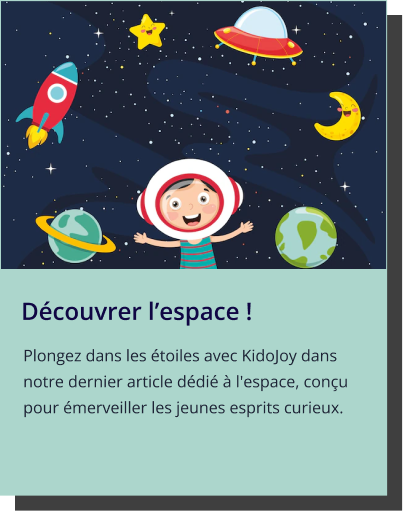 Découvrer l’espace !
Plongez dans les étoiles avec KidoJoy dans
notre dernier article dédié à l'espace, conçu
pour émerveiller les jeunes esprits curieux.